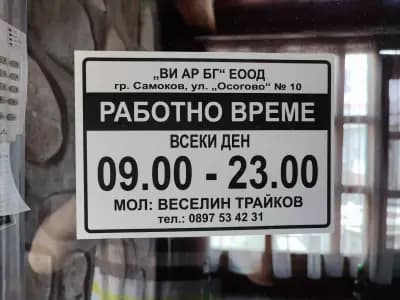 „ВИ АР БГ“ ЕООД
гр. Самоков, ул. „Осогово“ № 10
РАБОТНО ВРЕМЕ
ВСЕКИ ДЕН
09.00 - 23.00
МОЛ: ВЕСЕЛИН ТРАЙКОВ
тел.: 0897 53 42 31